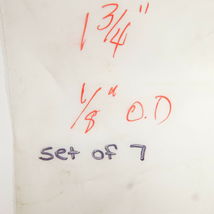 1 3/4"
1/8" O.D
set of 7